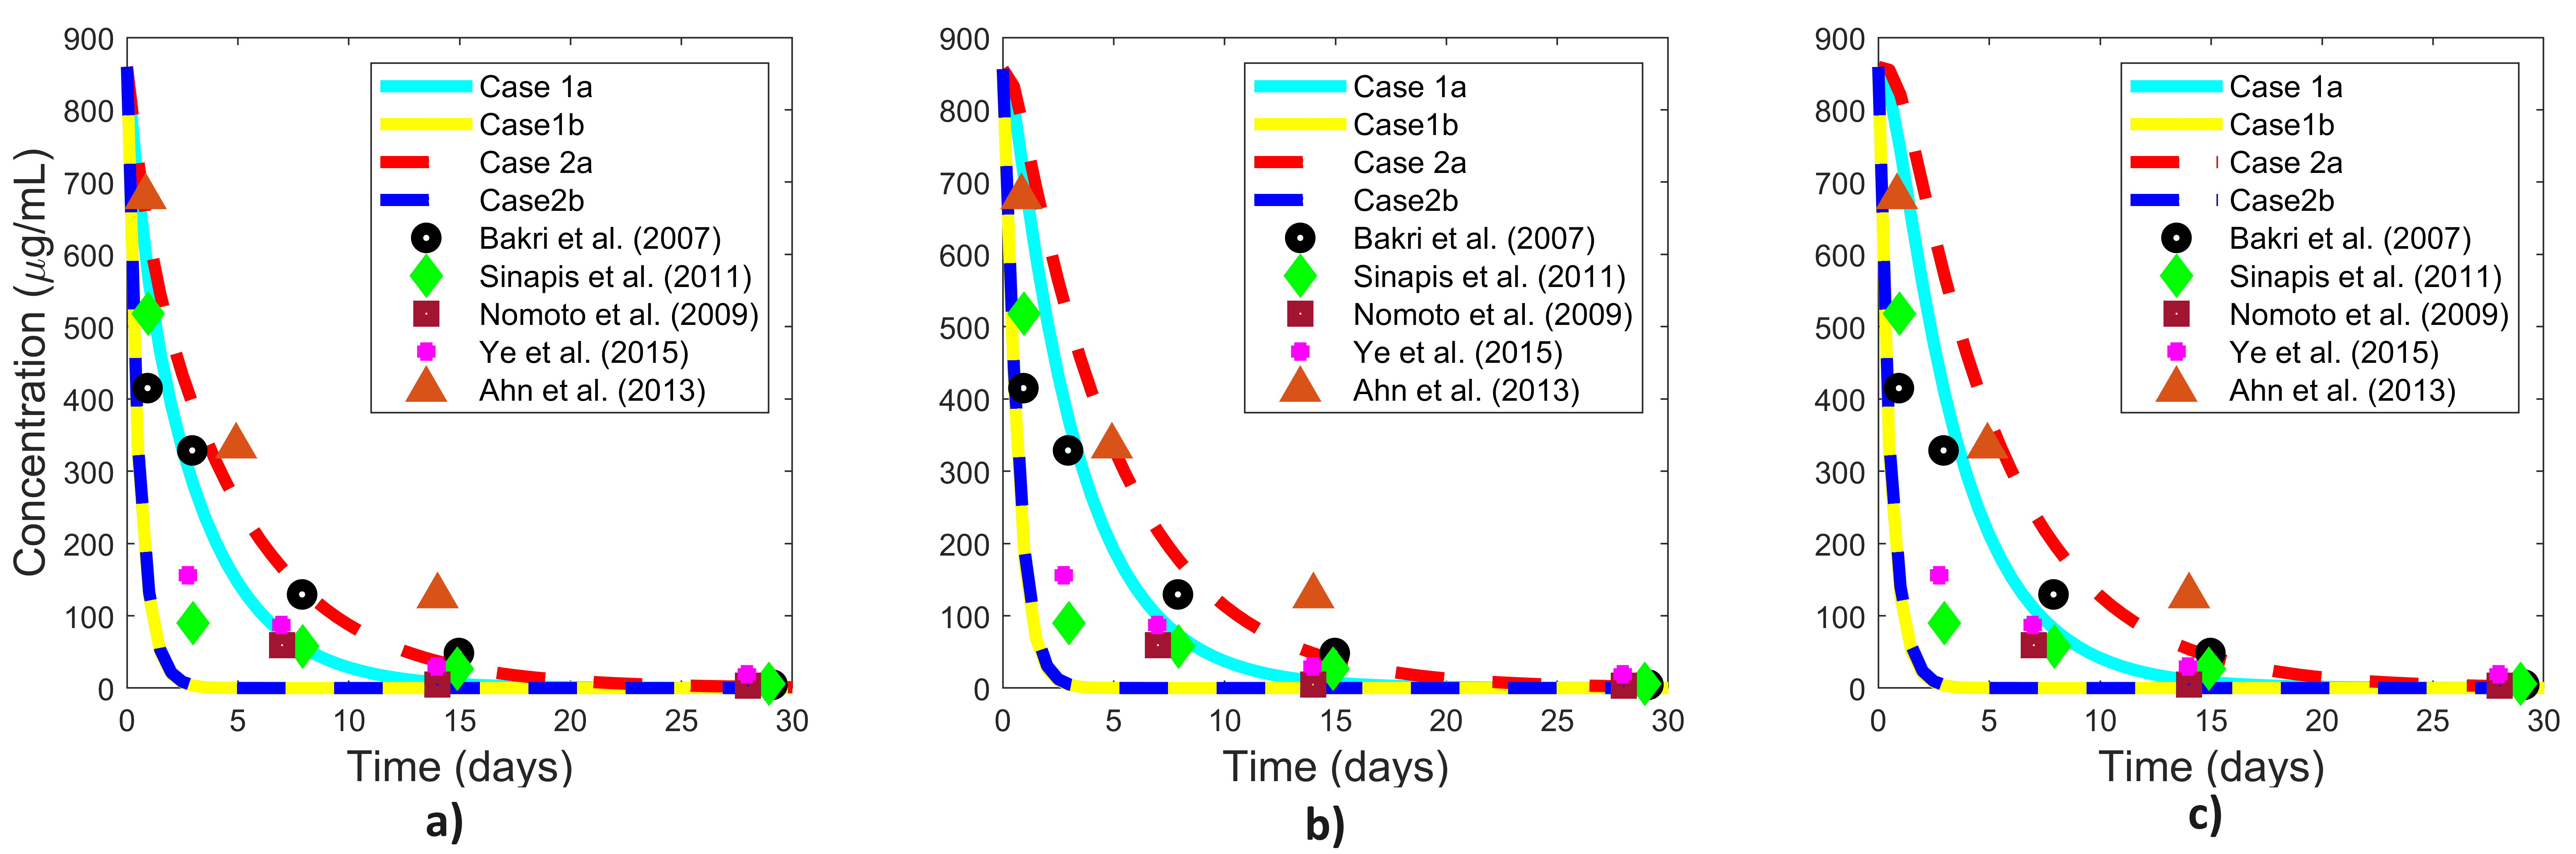 900
800
700
600
500
400
300
200
100
0
0 5 10 15 20 25 30
Concentration (μg/mL)
Time (days)
Case 1a
Case1b
Case 2a
Case2b
Bakri et al. (2007)
Sinapis et al. (2011)
Nomoto et al. (2009)
Ye et al. (2015)
Ahn et al. (2013)
a)
900
800
700
600
500
400
300
200
100
0
0 5 10 15 20 25 30
Time (days)
Case 1a
Case1b
Case 2a
Case2b
Bakri et al. (2007)
Sinapis et al. (2011)
Nomoto et al. (2009)
Ye et al. (2015)
Ahn et al. (2013)
b)
900
800
700
600
500
400
300
200
100
0
0 5 10 15 20 25 30
Time (days)
Case 1a
Case1b
Case 2a
Case2b
Bakri et al. (2007)
Sinapis et al. (2011)
Nomoto et al. (2009)
Ye et al. (2015)
Ahn et al. (2013)
c)